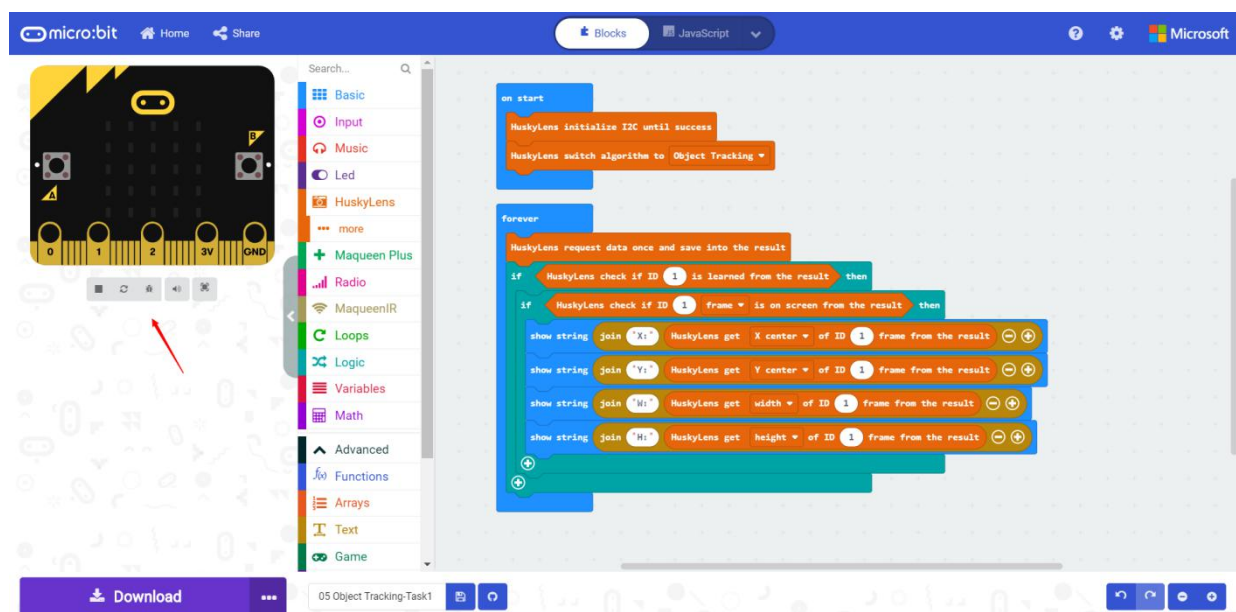 micro:bit Home Share Blocks JavaScript Microsoft
Search...
Basic
Input
Music
Led
HuskyLens
more
Maqueen Plus
Radio
MaqueenIR
Loops
Logic
Variables
Math
Advanced
Functions
Arrays
Text
Game
B
A
0 1 2 3V GND
on start
HuskyLens initialize I2C until success
HuskyLens switch algorithm to Object Tracking
forever
HuskyLens request data once and save into the result
if HuskyLens check if ID 1 is learned from the result then
if HuskyLens check if ID 1 frame is on screen from the result then
show string join "X:" HuskyLens get X center of ID 1 frame from the result
show string join "Y:" HuskyLens get Y center of ID 1 frame from the result
show string join "W:" HuskyLens get width of ID 1 frame from the result
show string join "H:" HuskyLens get height of ID 1 frame from the result
Download ••• 05 Object Tracking-Task1